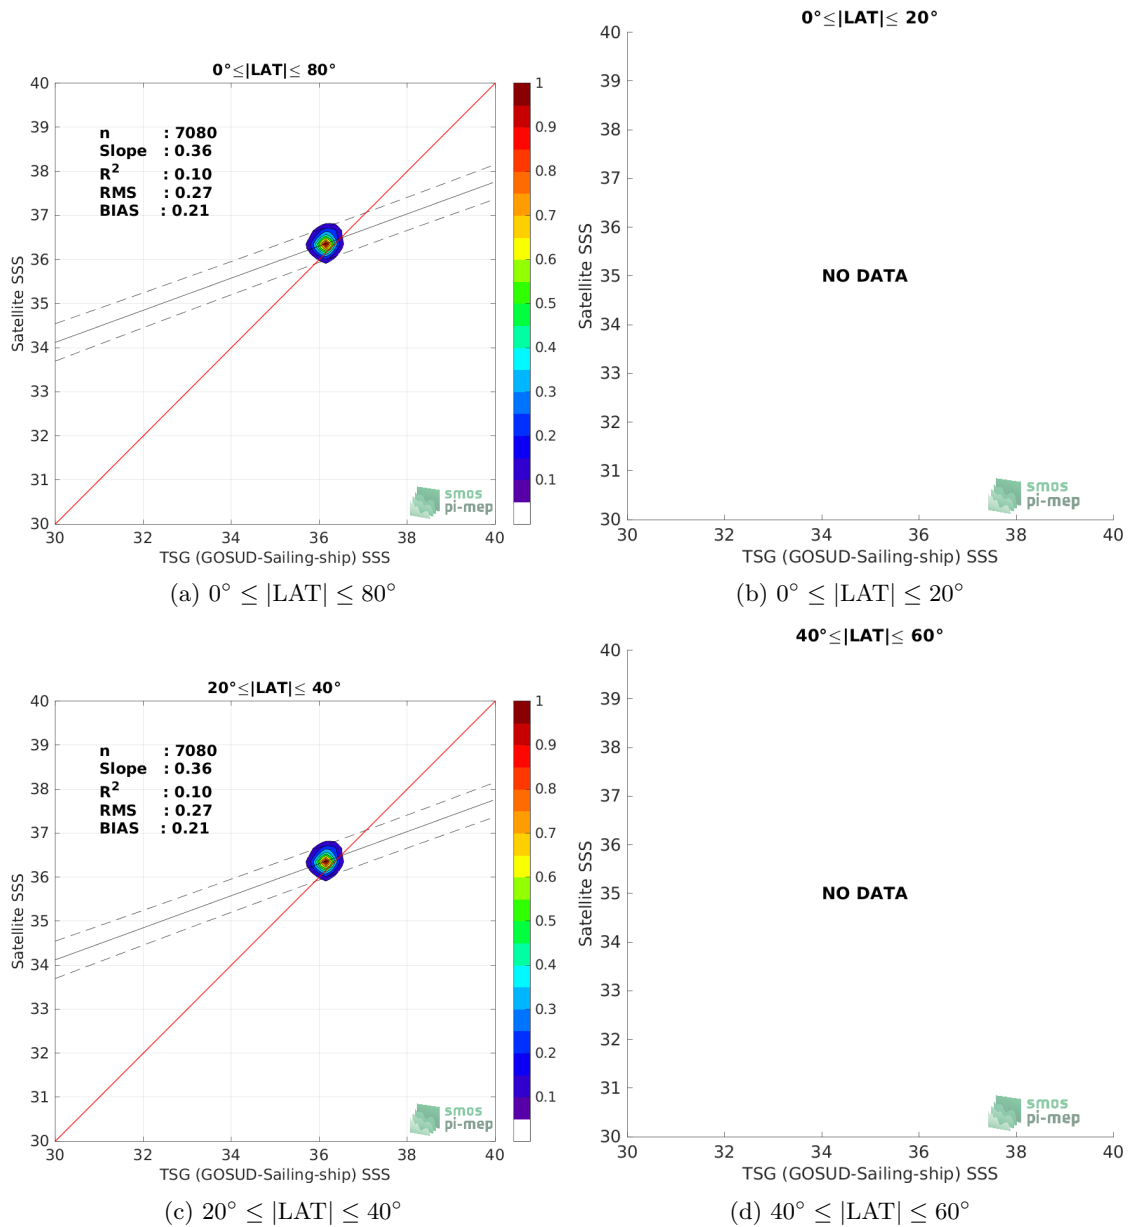 0°≤|LAT|≤ 80°
40
39
38
37
36
35
34
33
32
31
30
Satellite SSS
n : 7080
Slope : 0.36
R2 : 0.10
RMS : 0.27
BIAS : 0.21
1
0.9
0.8
0.7
0.6
0.5
0.4
0.3
0.2
0.1
smos
pi-mep
30 32 34 36 38 40
TSG (GOSUD-Sailing-ship) SSS
(a) 0° ≤ |LAT| ≤ 80°
0°≤|LAT|≤ 20°
40
39
38
37
36
35
34
33
32
31
30
Satellite SSS
NO DATA
smos
pi-mep
30 32 34 36 38 40
TSG (GOSUD-Sailing-ship) SSS
(b) 0° ≤ |LAT| ≤ 20°
20°≤|LAT|≤ 40°
40
39
38
37
36
35
34
33
32
31
30
Satellite SSS
n : 7080
Slope : 0.36
R2 : 0.10
RMS : 0.27
BIAS : 0.21
1
0.9
0.8
0.7
0.6
0.5
0.4
0.3
0.2
0.1
smos
pi-mep
30 32 34 36 38 40
TSG (GOSUD-Sailing-ship) SSS
(c) 20° ≤ |LAT| ≤ 40°
40°≤|LAT|≤ 60°
40
39
38
37
36
35
34
33
32
31
30
Satellite SSS
NO DATA
smos
pi-mep
30 32 34 36 38 40
TSG (GOSUD-Sailing-ship) SSS
(d) 40° ≤ |LAT| ≤ 60°